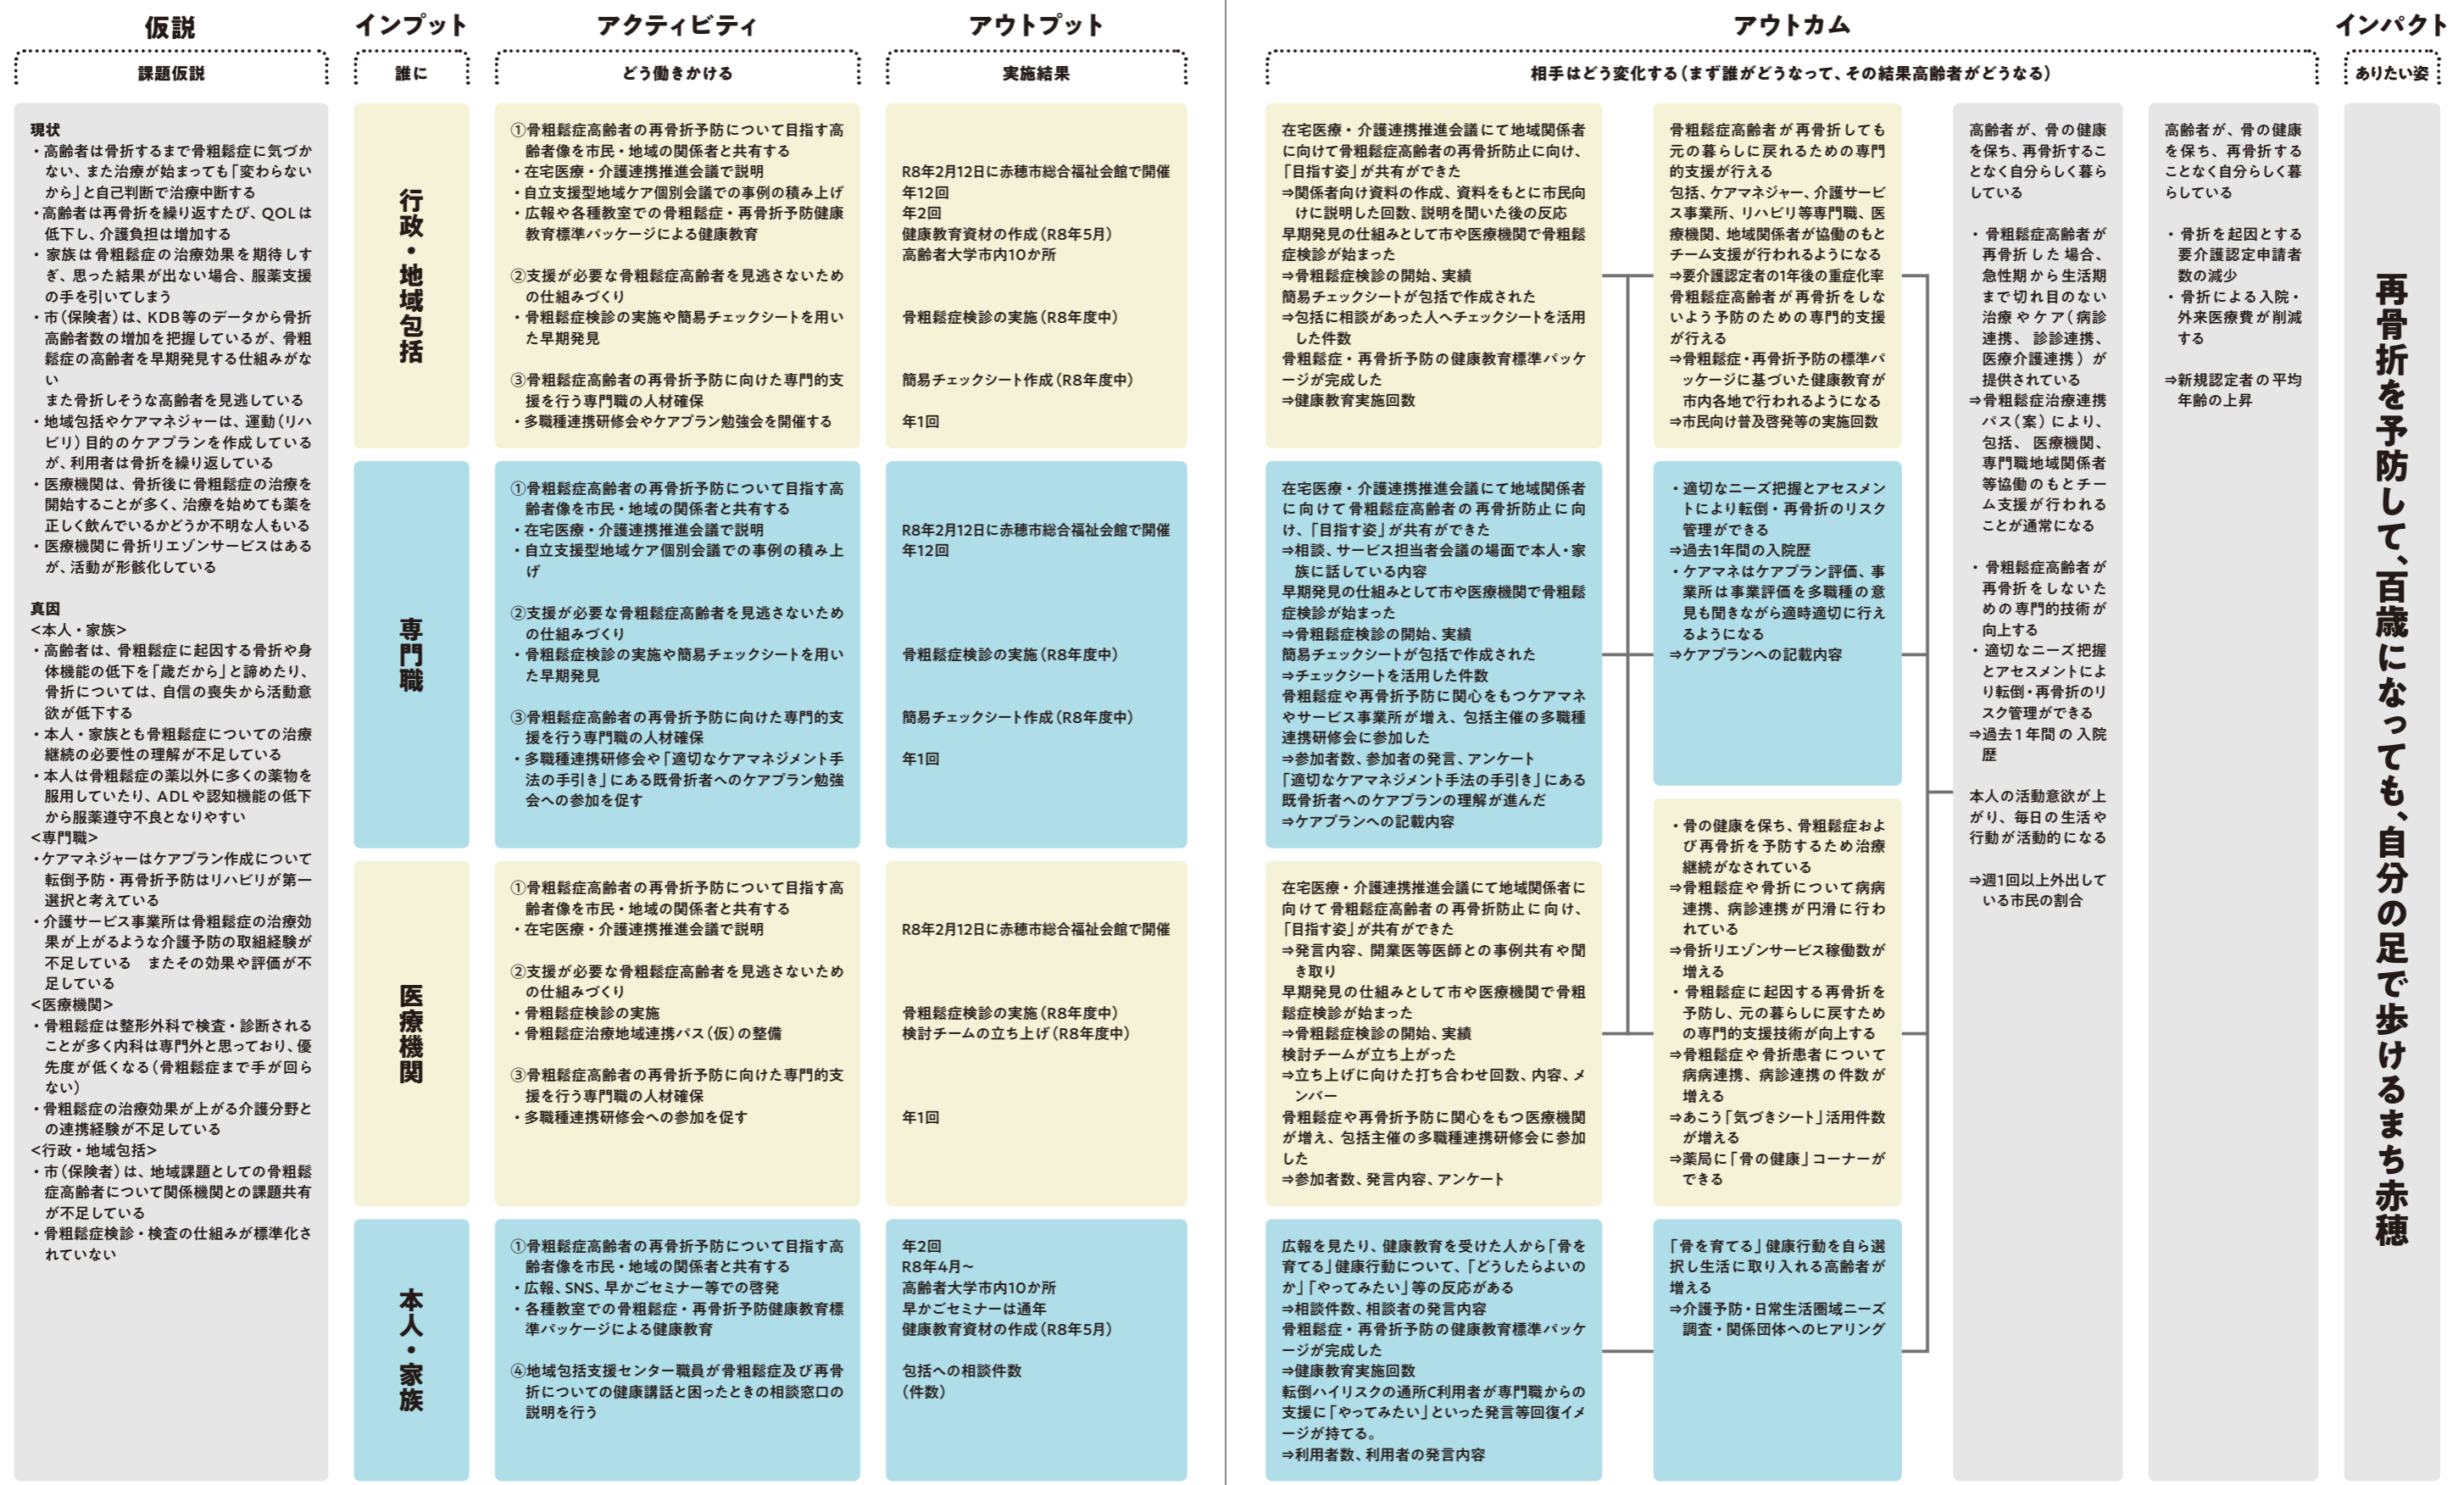 仮説
課題仮説
現状
・高齢者は骨折するまで骨粗鬆症に気づか
ない、また治療が始まっても「変わらない
から」と自己判断で治療中断する
・高齢者は再骨折を繰り返すたび、QOLは
低下し、介護負担は増加する
・家族は骨粗鬆症の治療効果を期待しす
ぎ、思った結果が出ない場合、服薬支援
の手を引いてしまう
・市（保険者）は、KDB等のデータから骨折
高齢者数の増加を把握しているが、骨粗
鬆症の高齢者を早期発見する仕組みがな
い
また骨折しそうな高齢者を見逃している
・地域包括やケアマネジャーは、運動（リハ
ビリ）目的のケアプランを作成している
が、利用者は骨折を繰り返している
・医療機関は、骨折後に骨粗鬆症の治療を
開始することが多く、治療を始めても薬を
正しく飲んでいるかどうか不明な人もいる
・医療機関に骨折リエゾンサービスはある
が、活動が形骸化している
真因
<本人・家族>
・高齢者は、骨粗鬆症に起因する骨折や身
体機能の低下を「歳だから」と諦めたり、
骨折については、自信の喪失から活動意
欲が低下する
・本人・家族とも骨粗鬆症についての治療
継続の必要性の理解が不足している
・本人は骨粗鬆症の薬以外に多くの薬物を
服用していたり、ADLや認知機能の低下
から服薬遵守不良となりやすい
<専門職>
・ケアマネジャーはケアプラン作成について
転倒予防・再骨折予防はリハビリが第一
選択と考えている
・介護サービス事業所は骨粗鬆症の治療効
果が上がるような介護予防の取組経験が
不足している　またその効果や評価が不
足している
<医療機関>
・骨粗鬆症は整形外科で検査・診断される
ことが多く内科は専門外と思っており、優
先度が低くなる（骨粗鬆症まで手が回ら
ない）
・骨粗鬆症の治療効果が上がる介護分野と
の連携経験が不足している
<行政・地域包括>
・市（保険者）は、地域課題としての骨粗鬆
症高齢者について関係機関との課題共有
が不足している
・骨粗鬆症検診・検査の仕組みが標準化さ
れていない
インプット
誰に
行政・地域包括
専門職
医療機関
本人・家族
アクティビティ
どう働きかける
①骨粗鬆症高齢者の再骨折予防について目指す高
齢者像を市民・地域の関係者と共有する
・在宅医療・介護連携推進会議で説明
・自立支援型地域ケア個別会議での事例の積み上げ
・広報や各種教室での骨粗鬆症・再骨折予防健康
教育標準パッケージによる健康教育
②支援が必要な骨粗鬆症高齢者を見逃さないため
の仕組みづくり
・骨粗鬆症検診の実施や簡易チェックシートを用い
た早期発見
③骨粗鬆症高齢者の再骨折予防に向けた専門的支
援を行う専門職の人材確保
・多職種連携研修会やケアプラン勉強会を開催する
①骨粗鬆症高齢者の再骨折予防について目指す高
齢者像を市民・地域の関係者と共有する
・在宅医療・介護連携推進会議で説明
・自立支援型地域ケア個別会議での事例の積み上
げ
②支援が必要な骨粗鬆症高齢者を見逃さないため
の仕組みづくり
・骨粗鬆症検診の実施や簡易チェックシートを用い
た早期発見
③骨粗鬆症高齢者の再骨折予防に向けた専門的支
援を行う専門職の人材確保
・多職種連携研修会や「適切なケアマネジメント手
法の手引き」にある既骨折者へのケアプラン勉強
会への参加を促す
①骨粗鬆症高齢者の再骨折予防について目指す高
齢者像を市民・地域の関係者と共有する
・在宅医療・介護連携推進会議で説明
②支援が必要な骨粗鬆症高齢者を見逃さないため
の仕組みづくり
・骨粗鬆症検診の実施
・骨粗鬆症治療地域連携パス（仮）の整備
③骨粗鬆症高齢者の再骨折予防に向けた専門的支
援を行う専門職の人材確保
・多職種連携研修会への参加を促す
①骨粗鬆症高齢者の再骨折予防について目指す高
齢者像を市民・地域の関係者と共有する
・広報、SNS、早かごセミナー等での啓発
・各種教室での骨粗鬆症・再骨折予防健康教育標
準パッケージによる健康教育
④地域包括支援センター職員が骨粗鬆症及び再骨
折についての健康講話と困ったときの相談窓口の
説明を行う
アウトプット
実施結果
R8年2月12日に赤穂市総合福祉会館で開催
年12回
年2回
健康教育資材の作成（R8年5月）
高齢者大学市内10か所
骨粗鬆症検診の実施（R8年度中）
簡易チェックシート作成（R8年度中）
年1回
R8年2月12日に赤穂市総合福祉会館で開催
年12回
骨粗鬆症検診の実施（R8年度中）
簡易チェックシート作成（R8年度中）
年1回
R8年2月12日に赤穂市総合福祉会館で開催
骨粗鬆症検診の実施（R8年度中）
検討チームの立ち上げ（R8年度中）
年1回
年2回
R8年4月～
高齢者大学市内10か所
早かごセミナーは通年
健康教育資材の作成（R8年5月）
包括への相談件数
（件数）
アウトカム
相手はどう変化する（まず誰がどうなって、その結果高齢者がどうなる）
在宅医療・介護連携推進会議にて地域関係者
に向けて骨粗鬆症高齢者の再骨折防止に向け、
「目指す姿」が共有ができた
⇒関係者向け資料の作成、資料をもとに市民向
けに説明した回数、説明を聞いた後の反応
早期発見の仕組みとして市や医療機関で骨粗鬆
症検診が始まった
⇒骨粗鬆症検診の開始、実績
簡易チェックシートが包括で作成された
⇒包括に相談があった人へチェックシートを活用
した件数
骨粗鬆症・再骨折予防の健康教育標準パッケ
ージが完成した
⇒健康教育実施回数
在宅医療・介護連携推進会議にて地域関係者
に向けて骨粗鬆症高齢者の再骨折防止に向
け、「目指す姿」が共有ができた
⇒相談、サービス担当者会議の場面で本人・家
族に話している内容
早期発見の仕組みとして市や医療機関で骨粗鬆
症検診が始まった
⇒骨粗鬆症検診の開始、実績
簡易チェックシートが包括で作成された
⇒チェックシートを活用した件数
骨粗鬆症や再骨折予防に関心をもつケアマネ
やサービス事業所が増え、包括主催の多職種
連携研修会に参加した
⇒参加者数、参加者の発言、アンケート
「適切なケアマネジメント手法の手引き」にある
既骨折者へのケアプランの理解が進んだ
⇒ケアプランへの記載内容
在宅医療・介護連携推進会議にて地域関係者に
向けて骨粗鬆症高齢者の再骨折防止に向け、
「目指す姿」が共有ができた
⇒発言内容、開業医等医師との事例共有や聞
き取り
早期発見の仕組みとして市や医療機関で骨粗
鬆症検診が始まった
⇒骨粗鬆症検診の開始、実績
検討チームが立ち上がった
⇒立ち上げに向けた打ち合わせ回数、内容、メ
ンバー
骨粗鬆症や再骨折予防に関心をもつ医療機関
が増え、包括主催の多職種連携研修会に参加
した
⇒参加者数、発言内容、アンケート
広報を見たり、健康教育を受けた人から「骨を
育てる」健康行動について、「どうしたらよいの
か」「やってみたい」等の反応がある
⇒相談件数、相談者の発言内容
骨粗鬆症・再骨折予防の健康教育標準パッケ
ージが完成した
⇒健康教育実施回数
転倒ハイリスクの通所C利用者が専門職からの
支援に「やってみたい」といった発言等回復イメ
ージが持てる。
⇒利用者数、利用者の発言内容
骨粗鬆症高齢者が再骨折しても
元の暮らしに戻れるための専門
的支援が行える
包括、ケアマネジャー、介護サービ
ス事業所、リハビリ等専門職、医
療機関、地域関係者が協働のもと
チーム支援が行われるようになる
⇒要介護認定者の1年後の重症化率
骨粗鬆症高齢者が再骨折をしな
いよう予防のための専門的支援
が行える
⇒骨粗鬆症・再骨折予防の標準パ
ッケージに基づいた健康教育が
市内各地で行われるようになる
⇒市民向け普及啓発等の実施回数
・適切なニーズ把握とアセスメン
トにより転倒・再骨折のリスク
管理ができる
⇒過去1年間の入院歴
・ケアマネはケアプラン評価、事
業所は事業評価を多職種の意
見も聞きながら適時適切に行え
るようになる
⇒ケアプランへの記載内容
・骨の健康を保ち、骨粗鬆症およ
び再骨折を予防するため治療
継続がなされている
⇒骨粗鬆症や骨折について病病
連携、病診連携が円滑に行わ
れている
⇒骨折リエゾンサービス稼働数が
増える
・骨粗鬆症に起因する再骨折を
予防し、元の暮らしに戻すため
の専門的支援技術が向上する
⇒骨粗鬆症や骨折患者について
病病連携、病診連携の件数が
増える
⇒あこう「気づきシート」活用件数
が増える
⇒薬局に「骨の健康」コーナーが
できる
「骨を育てる」健康行動を自ら選
択し生活に取り入れる高齢者が
増える
⇒介護予防・日常生活圏域ニーズ
調査・関係団体へのヒアリング
高齢者が、骨の健康
を保ち、再骨折するこ
となく自分らしく暮ら
している
・骨粗鬆症高齢者が
再骨折した場合、
急性期から生活期
まで切れ目のない
治療やケア（病診
連携、診診連携、
医療介護連携）が
提供されている
⇒骨粗鬆症治療連携
パス（案）により、
包括、医療機関、
専門職地域関係者
等協働のもとチー
ム支援が行われる
ことが通常になる
・骨粗鬆症高齢者が
再骨折をしないた
めの専門的技術が
向上する
・適切なニーズ把握
とアセスメントによ
り転倒・再骨折のリ
スク管理ができる
⇒過去1年間の入院
歴
本人の活動意欲が上
がり、毎日の生活や
行動が活動的になる
⇒週1回以上外出して
いる市民の割合
高齢者が、骨の健康
を保ち、再骨折する
ことなく自分らしく暮
らしている
・骨折を起因とする
要介護認定申請者
数の減少
・骨折による入院・
外来医療費が削減
する
⇒新規認定者の平均
年齢の上昇
インパクト
ありたい姿
再骨折を予防して、百歳になっても、自分の足で歩けるまち赤穂